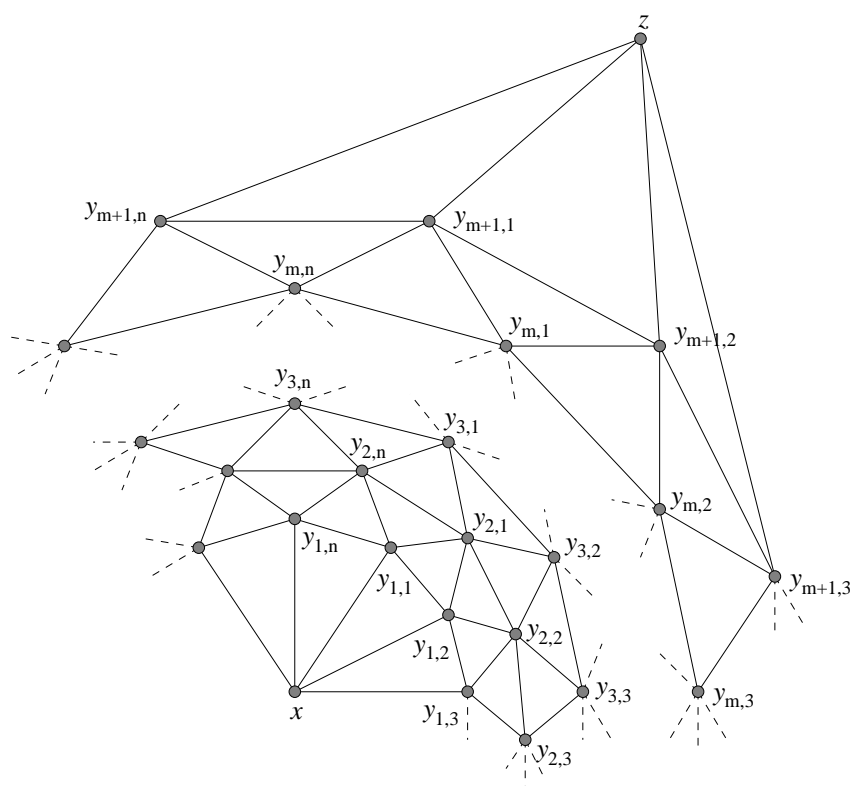 z
y_{m+1,n}
y_{m+1,1}
y_{m,n}
y_{m,1}
y_{m+1,2}
y_{3,n}
y_{3,1}
y_{2,n}
y_{m,2}
y_{2,1}
y_{1,n}
y_{3,2}
y_{1,1}
y_{m+1,3}
y_{2,2}
y_{1,2}
y_{3,3}
y_{m,3}
x
y_{1,3}
y_{2,3}